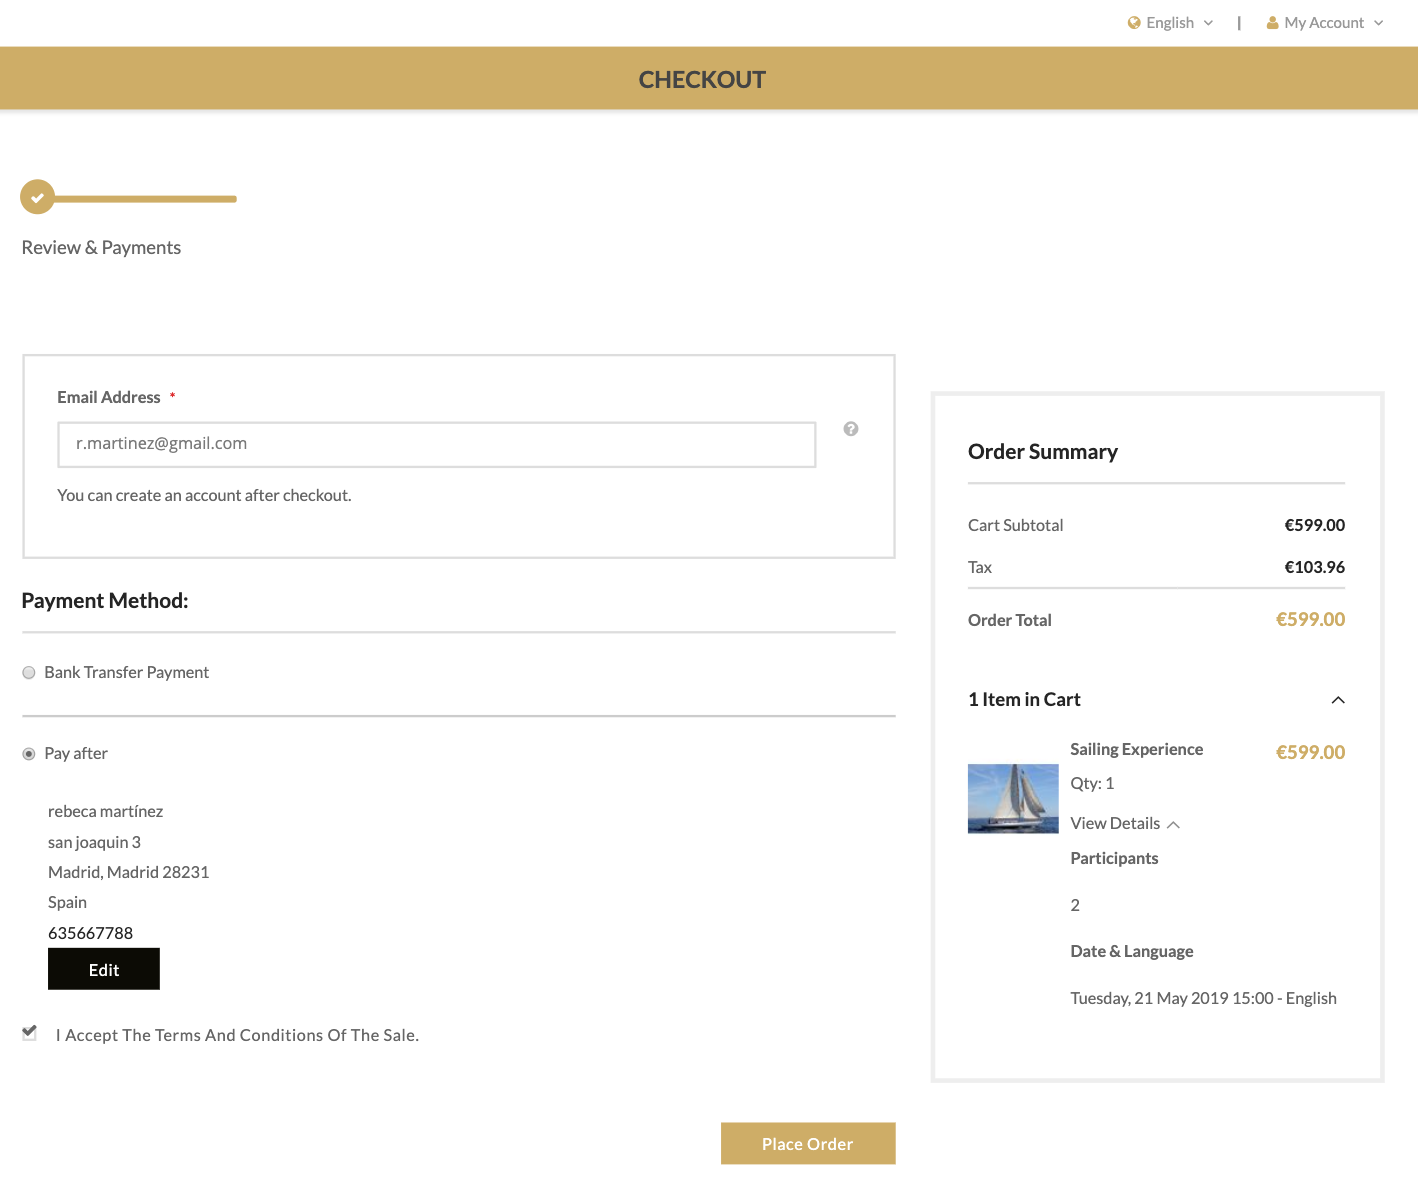 English | My Account
CHECKOUT
Review & Payments
Email Address *
r.martinez@gmail.com
You can create an account after checkout.
Payment Method:
Bank Transfer Payment
Pay after
rebeca martínez
san joaquin 3
Madrid, Madrid 28231
Spain
635667788
Edit
I Accept The Terms And Conditions Of The Sale.
Place Order
Order Summary
Cart Subtotal €599.00
Tax €103.96
Order Total €599.00
1 Item in Cart
Sailing Experience €599.00
Qty: 1
View Details
Participants
2
Date & Language
Tuesday, 21 May 2019 15:00 - English